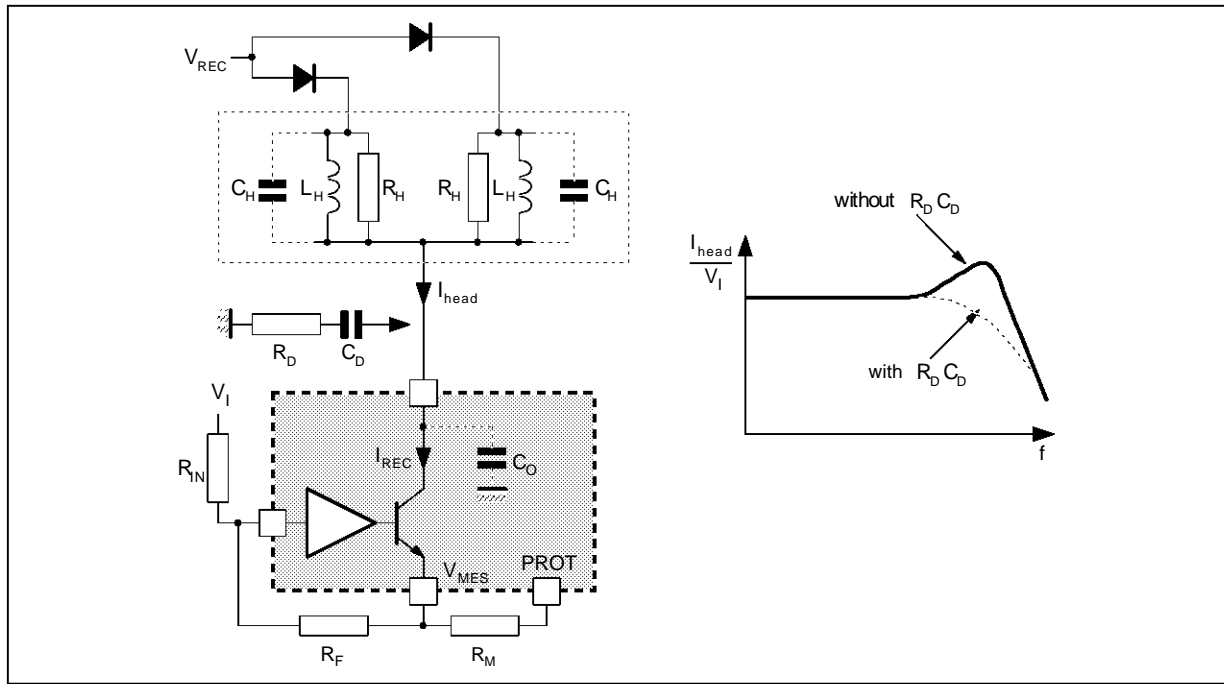 V_REC
C_H L_H R_H R_H L_H C_H
without R_D C_D
I_head
V_I
I_head
R_D C_D
with R_D C_D
V_I
f
I_REC C_O
R_IN
V_MES PROT
R_F R_M